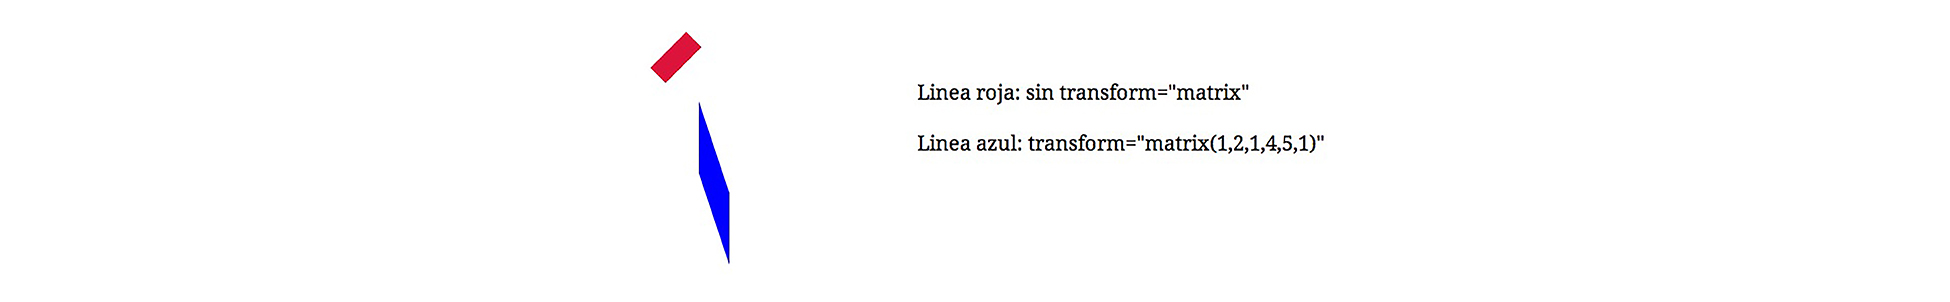 Linea roja: sin transform="matrix"
Linea azul: transform="matrix(1,2,1,4,5,1)"